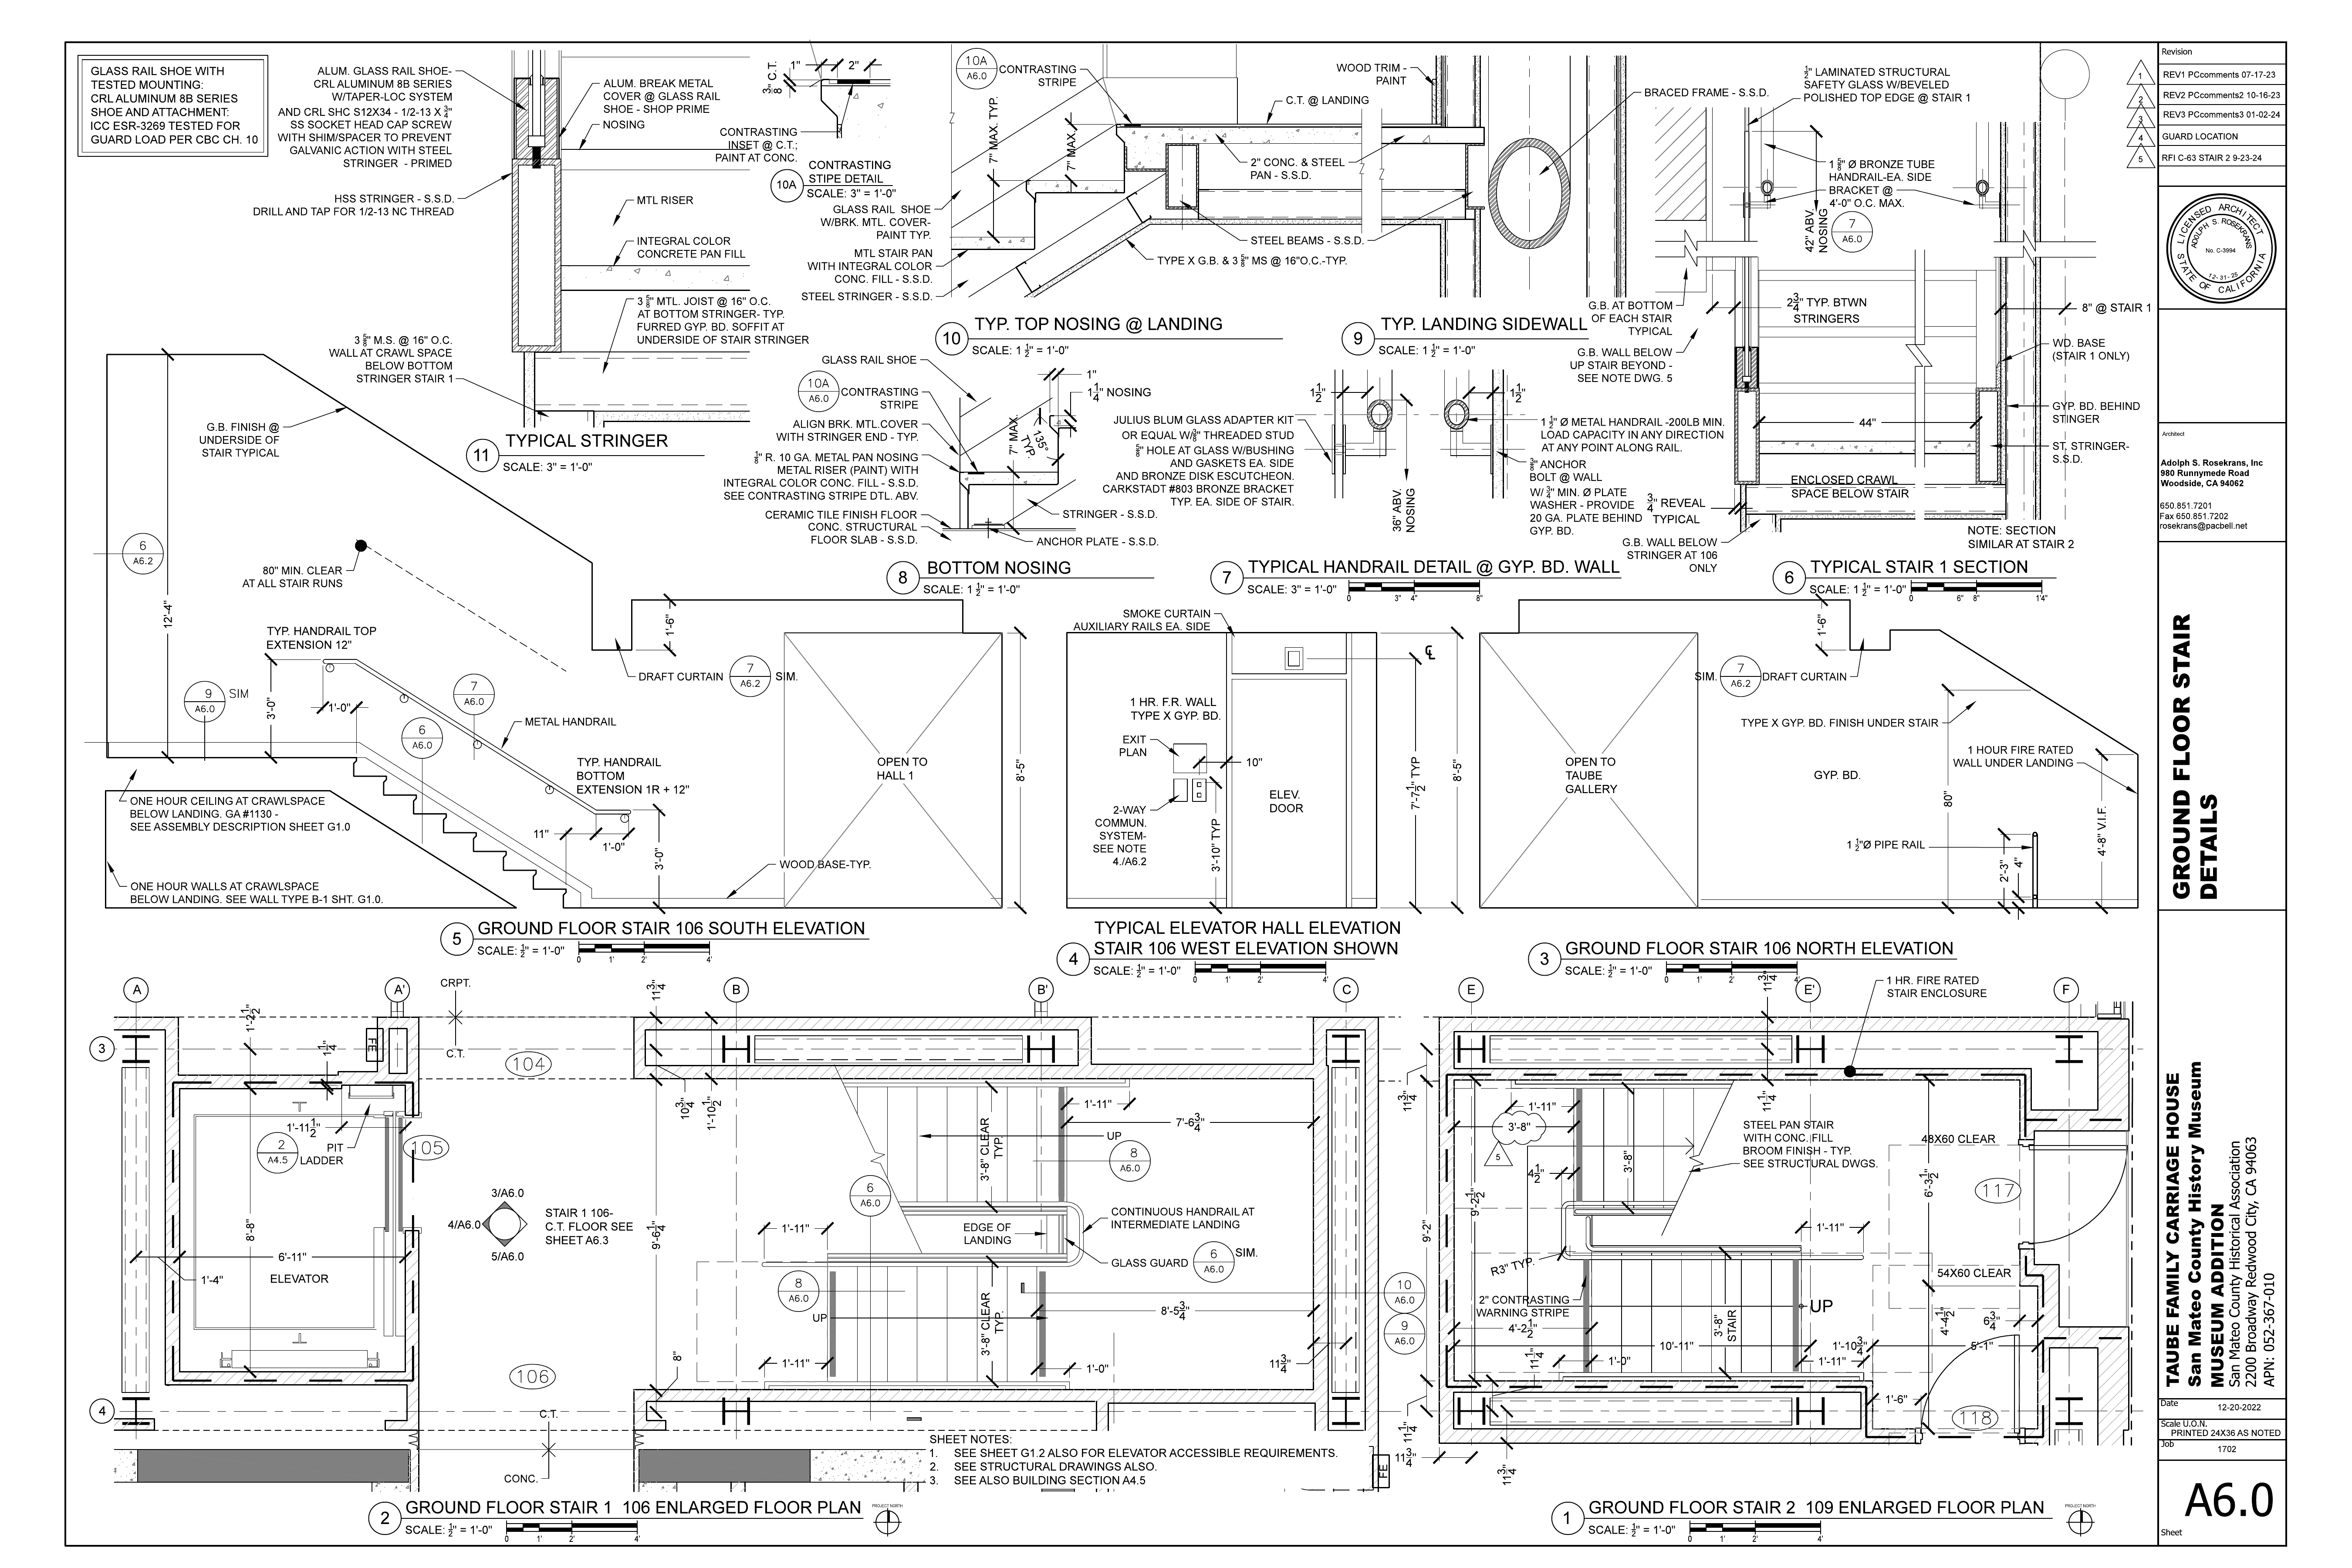 GLASS RAIL SHOE WITH
TESTED MOUNTING:
CRL ALUMINUM 8B SERIES
SHOE AND ATTACHMENT:
ICC ESR-3269 TESTED FOR
GUARD LOAD PER CBC CH. 10
ALUM. GLASS RAIL SHOE-
CRL ALUMINUM 8B SERIES
W/TAPER-LOC SYSTEM
AND CRL SHC S12X34 - 1/2-13 X 3/4"
SS SOCKET HEAD CAP SCREW
WITH SHIM/SPACER TO PREVENT
GALVANIC ACTION WITH STEEL
STRINGER - PRIMED
HSS STRINGER - S.S.D.
DRILL AND TAP FOR 1/2-13 NC THREAD
3 5/8" M.S. @ 16" O.C.
WALL AT CRAWL SPACE
BELOW BOTTOM
STRINGER STAIR 1
ALUM. BREAK METAL
COVER @ GLASS RAIL
SHOE - SHOP PRIME
NOSING
MTL RISER
INTEGRAL COLOR
CONCRETE PAN FILL
3 5/8" MTL. JOIST @ 16" O.C.
AT BOTTOM STRINGER- TYP.
FURRED GYP. BD. SOFFIT AT
UNDERSIDE OF STAIR STRINGER
11 TYPICAL STRINGER
SCALE: 3" = 1'-0"
1" 2"
3/8" C.T.
CONTRASTING
INSET @ C.T.;
PAINT AT CONC.
10A
CONTRASTING
STIPE DETAIL
SCALE: 3" = 1'-0"
10A
A6.0
CONTRASTING
STRIPE
WOOD TRIM -
PAINT
C.T. @ LANDING
7" MAX. TYP.
7" MAX.
2" CONC. & STEEL
PAN - S.S.D.
GLASS RAIL SHOE
W/BRK. MTL. COVER-
PAINT TYP.
MTL STAIR PAN
WITH INTEGRAL COLOR
CONC. FILL - S.S.D.
STEEL STRINGER - S.S.D.
STEEL BEAMS - S.S.D.
TYPE X G.B. & 3 5/8" MS @ 16"O.C.-TYP.
BRACED FRAME - S.S.D.
10 TYP. TOP NOSING @ LANDING
SCALE: 1 1/2" = 1'-0"
9 TYP. LANDING SIDEWALL
SCALE: 1 1/2" = 1'-0"
GLASS RAIL SHOE
10A
A6.0
CONTRASTING
STRIPE
ALIGN BRK. MTL.COVER
WITH STRINGER END - TYP.
1/8" R. 10 GA. METAL PAN NOSING
METAL RISER (PAINT) WITH
INTEGRAL COLOR CONC. FILL - S.S.D.
SEE CONTRASTING STRIPE DTL. ABV.
CERAMIC TILE FINISH FLOOR
CONC. STRUCTURAL
FLOOR SLAB - S.S.D.
1"
1 1/4" NOSING
7" MAX.
135°
TYP.
STRINGER - S.S.D.
ANCHOR PLATE - S.S.D.
8 BOTTOM NOSING
SCALE: 1 1/2" = 1'-0"
1 1/2" 1 1/2"
JULIUS BLUM GLASS ADAPTER KIT
OR EQUAL W/3/8" THREADED STUD
5/8" HOLE AT GLASS W/BUSHING
AND GASKETS EA. SIDE
AND BRONZE DISK ESCUTCHEON.
CARKSTADT #803 BRONZE BRACKET
TYP. EA. SIDE OF STAIR.
36" ABV.
NOSING
1 1/2" Ø METAL HANDRAIL -200LB MIN.
LOAD CAPACITY IN ANY DIRECTION
AT ANY POINT ALONG RAIL.
3/8" ANCHOR
BOLT @ WALL
W/ 3/4" MIN. Ø PLATE
WASHER - PROVIDE
20 GA. PLATE BEHIND
GYP. BD.
7 TYPICAL HANDRAIL DETAIL @ GYP. BD. WALL
SCALE: 3" = 1'-0"
0 3" 4" 8"
LAMINATED STRUCTURAL
SAFETY GLASS W/BEVELED
POLISHED TOP EDGE @ STAIR 1
1 5/8" Ø BRONZE TUBE
HANDRAIL-EA. SIDE
BRACKET @
4'-0" O.C. MAX.
42" ABV.
NOSING
7
A6.0
G.B. AT BOTTOM
OF EACH STAIR
TYPICAL
G.B. WALL BELOW
UP STAIR BEYOND -
SEE NOTE DWG. 5
2 3/4" TYP. BTWN
STRINGERS
8" @ STAIR 1
WD. BASE
(STAIR 1 ONLY)
GYP. BD. BEHIND
STINGER
44"
ST. STRINGER-
S.S.D.
ENCLOSED CRAWL
SPACE BELOW STAIR
3/4" REVEAL
TYPICAL
G.B. WALL BELOW
STRINGER AT 106
ONLY
NOTE: SECTION
SIMILAR AT STAIR 2
6 TYPICAL STAIR 1 SECTION
SCALE: 1 1/2" = 1'-0"
0 6" 8" 1'4"
G.B. FINISH @
UNDERSIDE OF
STAIR TYPICAL
6
A6.2
80" MIN. CLEAR
AT ALL STAIR RUNS
12'-4"
TYP. HANDRAIL TOP
EXTENSION 12"
9
A6.0
SIM
3'-0"
1'-0"
7
A6.0
METAL HANDRAIL
6
A6.0
TYP. HANDRAIL
BOTTOM
EXTENSION 1R + 12"
11"
1'-0"
3'-0"
WOOD BASE-TYP.
1'-6"
DRAFT CURTAIN
7
A6.2
SIM.
OPEN TO
HALL 1
8'-5"
ONE HOUR CEILING AT CRAWLSPACE
BELOW LANDING. GA #1130 -
SEE ASSEMBLY DESCRIPTION SHEET G1.0
ONE HOUR WALLS AT CRAWLSPACE
BELOW LANDING. SEE WALL TYPE B-1 SHT. G1.0.
5 GROUND FLOOR STAIR 106 SOUTH ELEVATION
SCALE: 1/2" = 1'-0"
0 1' 2' 4'
SMOKE CURTAIN
AUXILIARY RAILS EA. SIDE
1 HR. F.R. WALL
TYPE X GYP. BD.
EXIT
PLAN
10"
2-WAY
COMMUN.
SYSTEM-
SEE NOTE
4./A6.2
3'-10" TYP
ELEV.
DOOR
7'-7 1/2" TYP
8'-5"
TYPICAL ELEVATOR HALL ELEVATION
4 STAIR 106 WEST ELEVATION SHOWN
SCALE: 1/2" = 1'-0"
0 1' 2' 4'
1'-6"
SIM.
7
A6.2
DRAFT CURTAIN
TYPE X GYP. BD. FINISH UNDER STAIR
1 HOUR FIRE RATED
WALL UNDER LANDING
OPEN TO
TAUBE
GALLERY
GYP. BD.
80"
1 1/2"Ø PIPE RAIL
2'-3"
4"
4'-8" V.I.F.
3 GROUND FLOOR STAIR 106 NORTH ELEVATION
SCALE: 1/2" = 1'-0"
0 1' 2' 4'
A A' B B' C
CRPT.
C.T.
3
4
1'-2 1/2"
1 1/4"
FE
104
11 3/4"
10 3/4"
1'-10 1/2"
1'-11 1/2"
2
A4.5
PIT
LADDER
105
8'-8"
6'-11"
ELEVATOR
1'-4"
3/A6.0
4/A6.0
5/A6.0
STAIR 1 106-
C.T. FLOOR SEE
SHEET A6.3
9'-6 1/4"
3'-8" CLEAR
TYP.
1'-11"
7'-6 3/4"
UP
8
A6.0
6
A6.0
1'-11"
EDGE OF
LANDING
CONTINUOUS HANDRAIL AT
INTERMEDIATE LANDING
GLASS GUARD
6
A6.0
SIM.
8
A6.0
UP
3'-8" CLEAR
TYP.
8'-5 3/4"
1'-11"
1'-0"
11 3/4"
8"
106
C.T.
CONC.
10
A6.0
9
A6.0
SHEET NOTES:
1. SEE SHEET G1.2 ALSO FOR ELEVATOR ACCESSIBLE REQUIREMENTS.
2. SEE STRUCTURAL DRAWINGS ALSO.
3. SEE ALSO BUILDING SECTION A4.5
FE
2 GROUND FLOOR STAIR 1 106 ENLARGED FLOOR PLAN
SCALE: 1/2" = 1'-0"
0 1' 2' 4'
PROJECT NORTH
E E' F
11 3/4"
1 HR. FIRE RATED
STAIR ENCLOSURE
11 3/4"
11 1/4"
1'-11"
3'-8"
5
4 1/2"
9'-2 1/2"
9'-2"
3'-8"
STEEL PAN STAIR
WITH CONC. FILL
BROOM FINISH - TYP.
SEE STRUCTURAL DWGS.
48X60 CLEAR
6'-3 1/2"
117
1'-11"
R3" TYP.
54X60 CLEAR
2" CONTRASTING
WARNING STRIPE
UP
3'-8"
STAIR
4'-2 1/2"
4'-4 1/2"
6 3/4"
10'-11"
1'-10 3/4"
5'-1"
11 1/4"
1'-0"
1'-11"
1'-6"
118
11 1/4"
11 3/4"
11 3/4"
1 GROUND FLOOR STAIR 2 109 ENLARGED FLOOR PLAN
SCALE: 1/2" = 1'-0"
0 1' 2' 4'
PROJECT NORTH
Revision
1 REV1 PCcomments 07-17-23
2 REV2 PCcomments2 10-16-23
3 REV3 PCcomments3 01-02-24
4 GUARD LOCATION
5 RFI C-63 STAIR 2 9-23-24
LICENSED ARCHITECT
ADOLPH S. ROSEKRANS
No. C-3994
12-31-25
STATE OF CALIFORNIA
Architect
Adolph S. Rosekrans, Inc
980 Runnymede Road
Woodside, CA 94062
650.851.7201
Fax 650.851.7202
rosekrans@pacbell.net
GROUND FLOOR STAIR
DETAILS
TAUBE FAMILY CARRIAGE HOUSE
San Mateo County History Museum
MUSEUM ADDITION
San Mateo County Historical Association
2200 Broadway Redwood City, CA 94063
APN: 052-367-010
Date
12-20-2022
Scale U.O.N.
PRINTED 24X36 AS NOTED
Job
1702
A6.0
Sheet